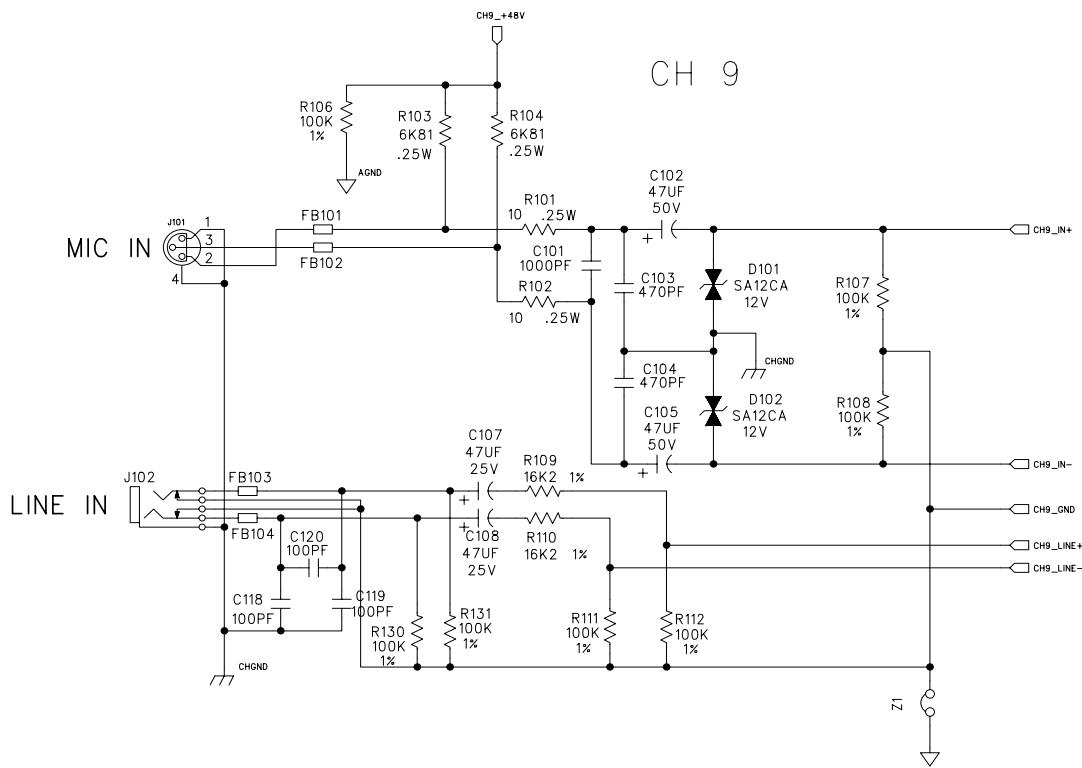 CH9_+48V
CH 9
R106
100K
1%
R103
6K81
.25W
R104
6K81
.25W
AGND
C102
47UF
50V
R101
10 .25W
J101
1
3
2
4
FB101
FB102
MIC IN
CH9_IN+
C101
1000PF
C103
470PF
D101
SA12CA
12V
R107
100K
1%
R102
10 .25W
CHGND
C104
470PF
C105
47UF
50V
D102
SA12CA
12V
R108
100K
1%
C107
47UF
25V
R109
16K2 1%
CH9_IN-
J102
FB103
LINE IN
FB104
C120
100PF
C108
47UF
25V
R110
16K2 1%
CH9_GND
CH9_LINE+
CH9_LINE-
C118
100PF
C119
100PF
R130
100K
1%
R131
100K
1%
R111
100K
1%
R112
100K
1%
CHGND
Z1